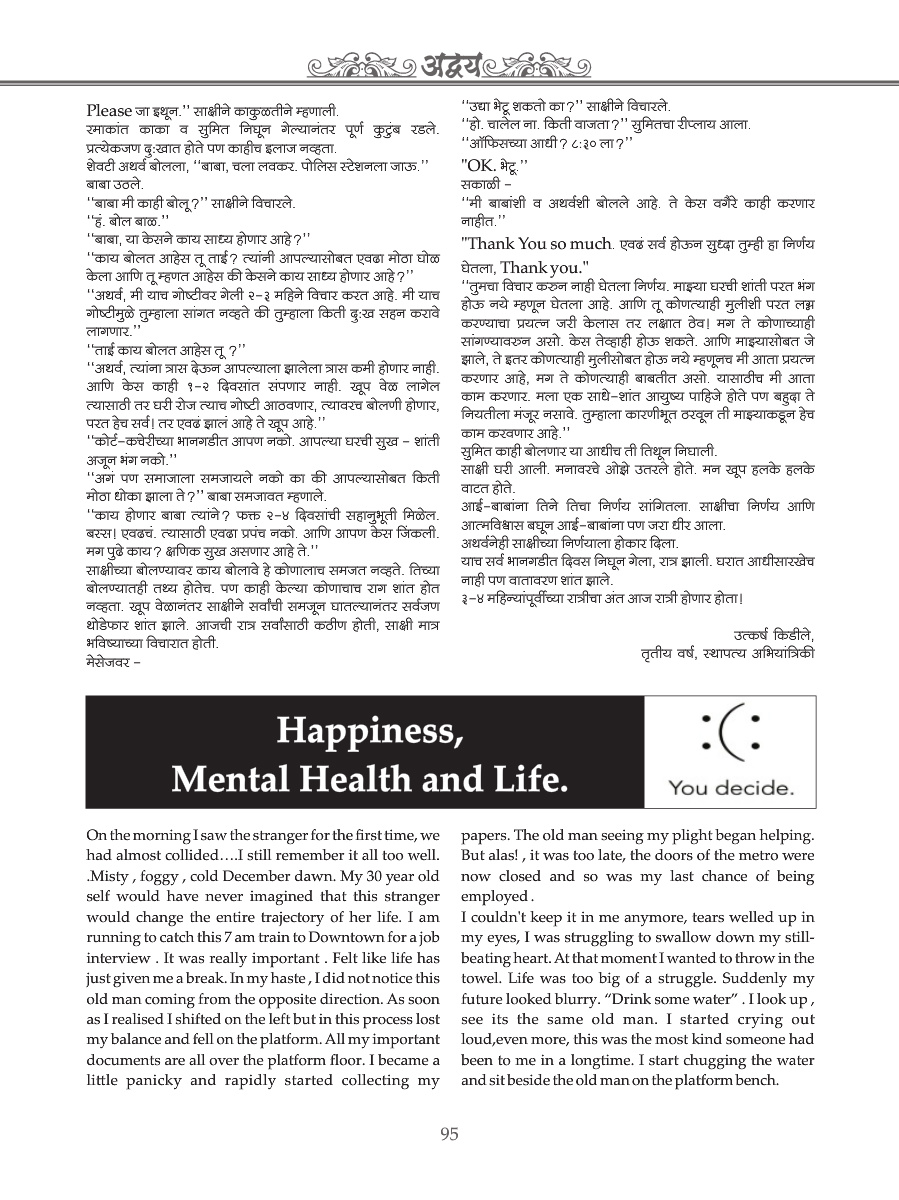 अद्वय
Please जा इथून.'' साक्षीने काकुळतीने म्हणाली.
रमाकांत काका व सुमित निघून गेल्यानंतर पूर्ण कुटुंब रडले.
प्रत्येकजण दु:खात होते पण काहीच इलाज नव्हता.
शेवटी अथर्व बोलला, ''बाबा, चला लवकर. पोलिस स्टेशनला जाऊ.''
बाबा उठले.
''बाबा मी काही बोलू?'' साक्षीने विचारले.
''हं. बोल बाळ.''
''बाबा, या केसने काय साध्य होणार आहे?''
''काय बोलत आहेस तू ताई? त्यांनी आपल्यासोबत एवढा मोठा घोळ
केला आणि तू म्हणत आहेस की केसने काय साध्य होणार आहे?''
''अथर्व, मी याच गोष्टीवर गेली २-३ महिने विचार करत आहे. मी याच
गोष्टीमुळे तुम्हाला सांगत नव्हते की तुम्हाला किती दु:ख सहन करावे
लागणार.''
''ताई काय बोलत आहेस तू ?''
''अथर्व, त्यांना त्रास देऊन आपल्याला झालेला त्रास कमी होणार नाही.
आणि केस काही १-२ दिवसांत संपणार नाही. खूप वेळ लागेल
त्यासाठी तर घरी रोज त्याच गोष्टी आठवणार, त्यावरच बोलणी होणार,
परत हेच सर्व! तर एवढं झालं आहे ते खूप आहे.''
''कोर्ट-कचेरीच्या भानगडीत आपण नको. आपल्या घरची सुख - शांती
अजून भंग नको.''
''अगं पण समाजाला समजायले नको का की आपल्यासोबत किती
मोठा धोका झाला ते?'' बाबा समजावत म्हणाले.
''काय होणार बाबा त्याने? फक्त २-४ दिवसांची सहानुभूती मिळेल.
बस्स! एवढचं. त्यासाठी एवढा प्रपंच नको. आणि आपण केस जिंकली.
मग पुढे काय? क्षणिक सुख असणार आहे ते.''
साक्षीच्या बोलण्यावर काय बोलावे हे कोणालाच समजत नव्हते. तिच्या
बोलण्यातही तथ्य होतेच. पण काही केल्या कोणाचाच राग शांत होत
नव्हता. खूप वेळानंतर साक्षीने सर्वांची समजून घातल्यानंतर सर्वजण
थोडेफार शांत झाले. आजची रात्र सर्वांसाठी कठीण होती, साक्षी मात्र
भविष्याच्या विचारात होती.
मेसेजवर -
''उद्या भेटू शकतो का?'' साक्षीने विचारले.
''हो. चालेल ना. किती वाजता?'' सुमितचा रीप्लाय आला.
''ऑफिसच्या आधी? ८:३० ला?''
"OK. भेटू.''
सकाळी -
''मी बाबांशी व अथर्वशी बोलले आहे. ते केस वगैरे काही करणार
नाहीत.''
"Thank You so much. एवढं सर्व होऊन सुध्दा तुम्ही हा निर्णय
घेतला, Thank you."
''तुमचा विचार करुन नाही घेतला निर्णय. माझ्या घरची शांती परत भंग
होऊ नये म्हणून घेतला आहे. आणि तू कोणत्याही मुलीशी परत लग्न
करण्याचा प्रयत्न जरी केलास तर लक्षात ठेव! मग ते कोणाच्याही
सांगण्यावरुन असो. केस तेव्हाही होऊ शकते. आणि माझ्यासोबत जे
झाले, ते इतर कोणत्याही मुलीसोबत होऊ नये म्हणूनच मी आता प्रयत्न
करणार आहे, मग ते कोणत्याही बाबतीत असो. यासाठीच मी आता
काम करणार. मला एक साधे-शांत आयुष्य पाहिजे होते पण बहुदा ते
नियतीला मंजूर नसावे. तुम्हाला कारणीभूत ठरवून ती माझ्याकडून हेच
काम करवणार आहे.''
सुमित काही बोलणार या आधीच ती तिथून निघाली.
साक्षी घरी आली. मनावरचे ओझे उतरले होते. मन खूप हलके हलके
वाटत होते.
आई-बाबांना तिने तिचा निर्णय सांगितला. साक्षीचा निर्णय आणि
आत्मविश्वास बघून आई-बाबांना पण जरा धीर आला.
अथर्वनेही साक्षीच्या निर्णयाला होकार दिला.
याच सर्व भानगडीत दिवस निघून गेला, रात्र झाली. घरात आधीसारखेच
नाही पण वातावरण शांत झाले.
३-४ महिन्यांपूर्वीच्या रात्रीचा अंत आज रात्री होणार होता!
उत्कर्ष किडीले,
तृतीय वर्ष, स्थापत्य अभियांत्रिकी
Happiness,
Mental Health and Life.
:(:
You decide.
On the morning I saw the stranger for the first time, we
had almost collided….I still remember it all too well.
.Misty , foggy , cold December dawn. My 30 year old
self would have never imagined that this stranger
would change the entire trajectory of her life. I am
running to catch this 7 am train to Downtown for a job
interview . It was really important . Felt like life has
just given me a break. In my haste , I did not notice this
old man coming from the opposite direction. As soon
as I realised I shifted on the left but in this process lost
my balance and fell on the platform. All my important
documents are all over the platform floor. I became a
little panicky and rapidly started collecting my
papers. The old man seeing my plight began helping.
But alas! , it was too late, the doors of the metro were
now closed and so was my last chance of being
employed .
I couldn't keep it in me anymore, tears welled up in
my eyes, I was struggling to swallow down my still-
beating heart. At that moment I wanted to throw in the
towel. Life was too big of a struggle. Suddenly my
future looked blurry. “Drink some water” . I look up ,
see its the same old man. I started crying out
loud,even more, this was the most kind someone had
been to me in a longtime. I start chugging the water
and sit beside the old man on the platform bench.
95